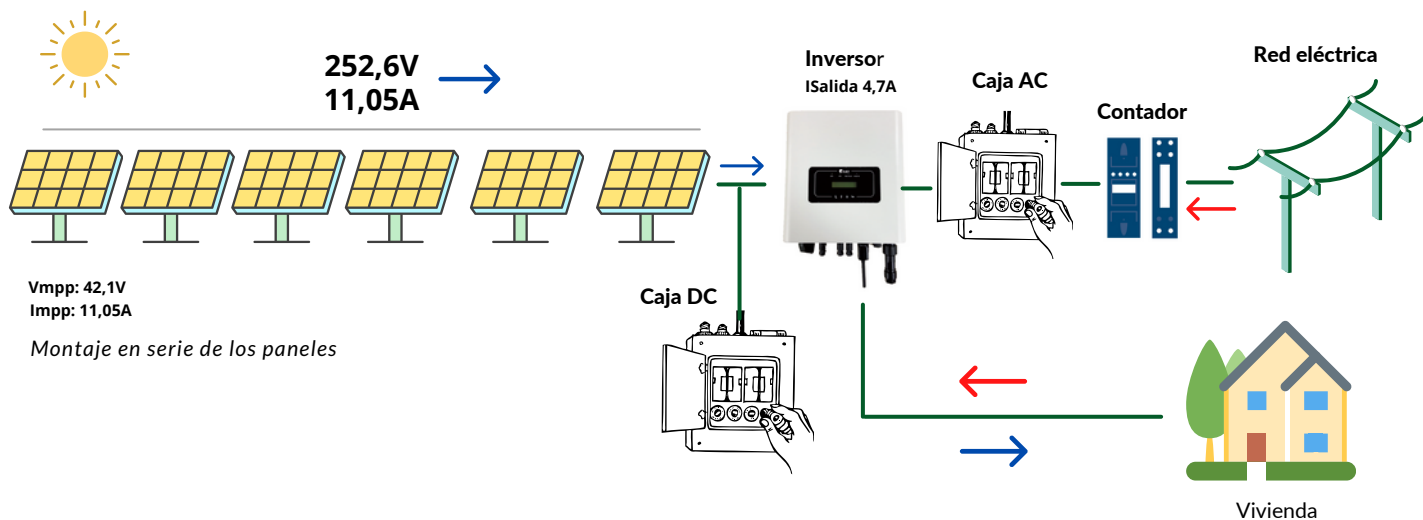 252,6V
11,05A
Inversor
ISalida 4,7A
Caja AC
Contador
Red eléctrica
Vmpp: 42,1V
Impp: 11,05A
Montaje en serie de los paneles
Caja DC
Vivienda